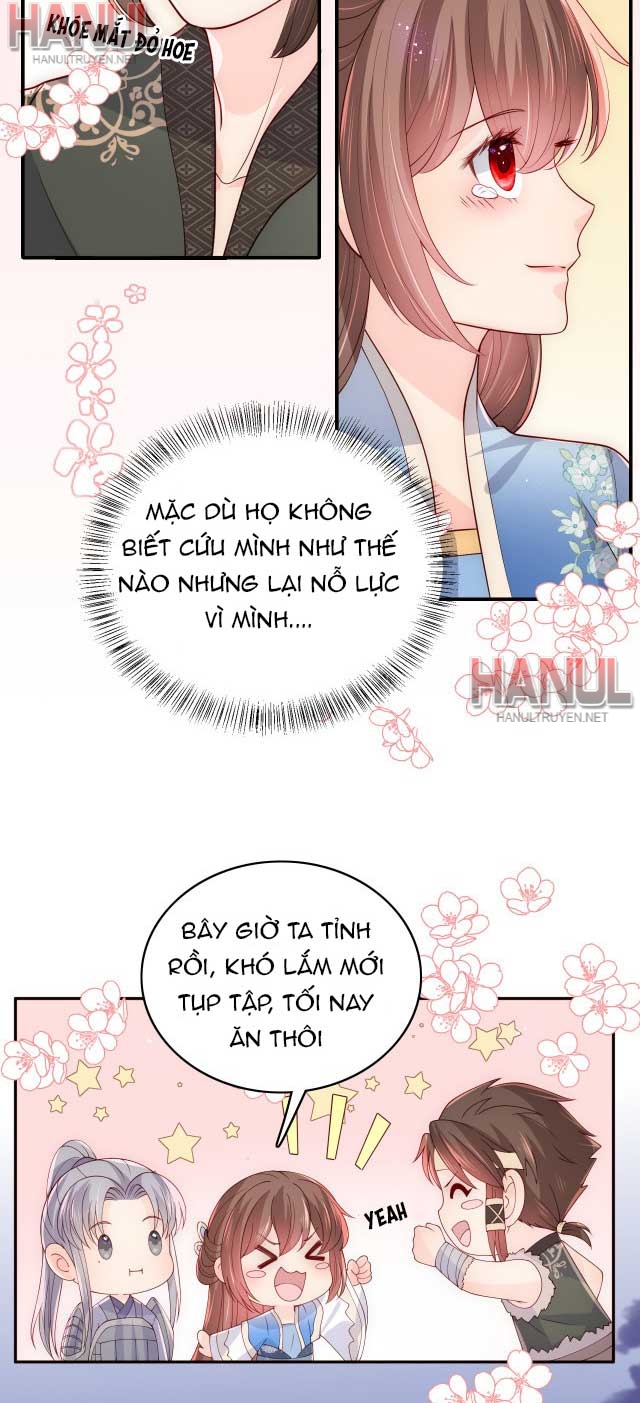 HANUL
HANULTRUYEN.NET
KHÓE MẮT ĐỎ HOE
MẶC DÙ HỌ KHÔNG
BIẾT CỨU MÌNH NHƯ THẾ
NÀO NHƯNG LẠI NỖ LỰC
VÌ MÌNH....
HANUL
HANULTRUYEN.NET
BÂY GIỜ TA TỈNH
RỒI, KHÓ LẮM MỚI
TỤP TẬP, TỐI NAY
ĂN THÔI
YEAH